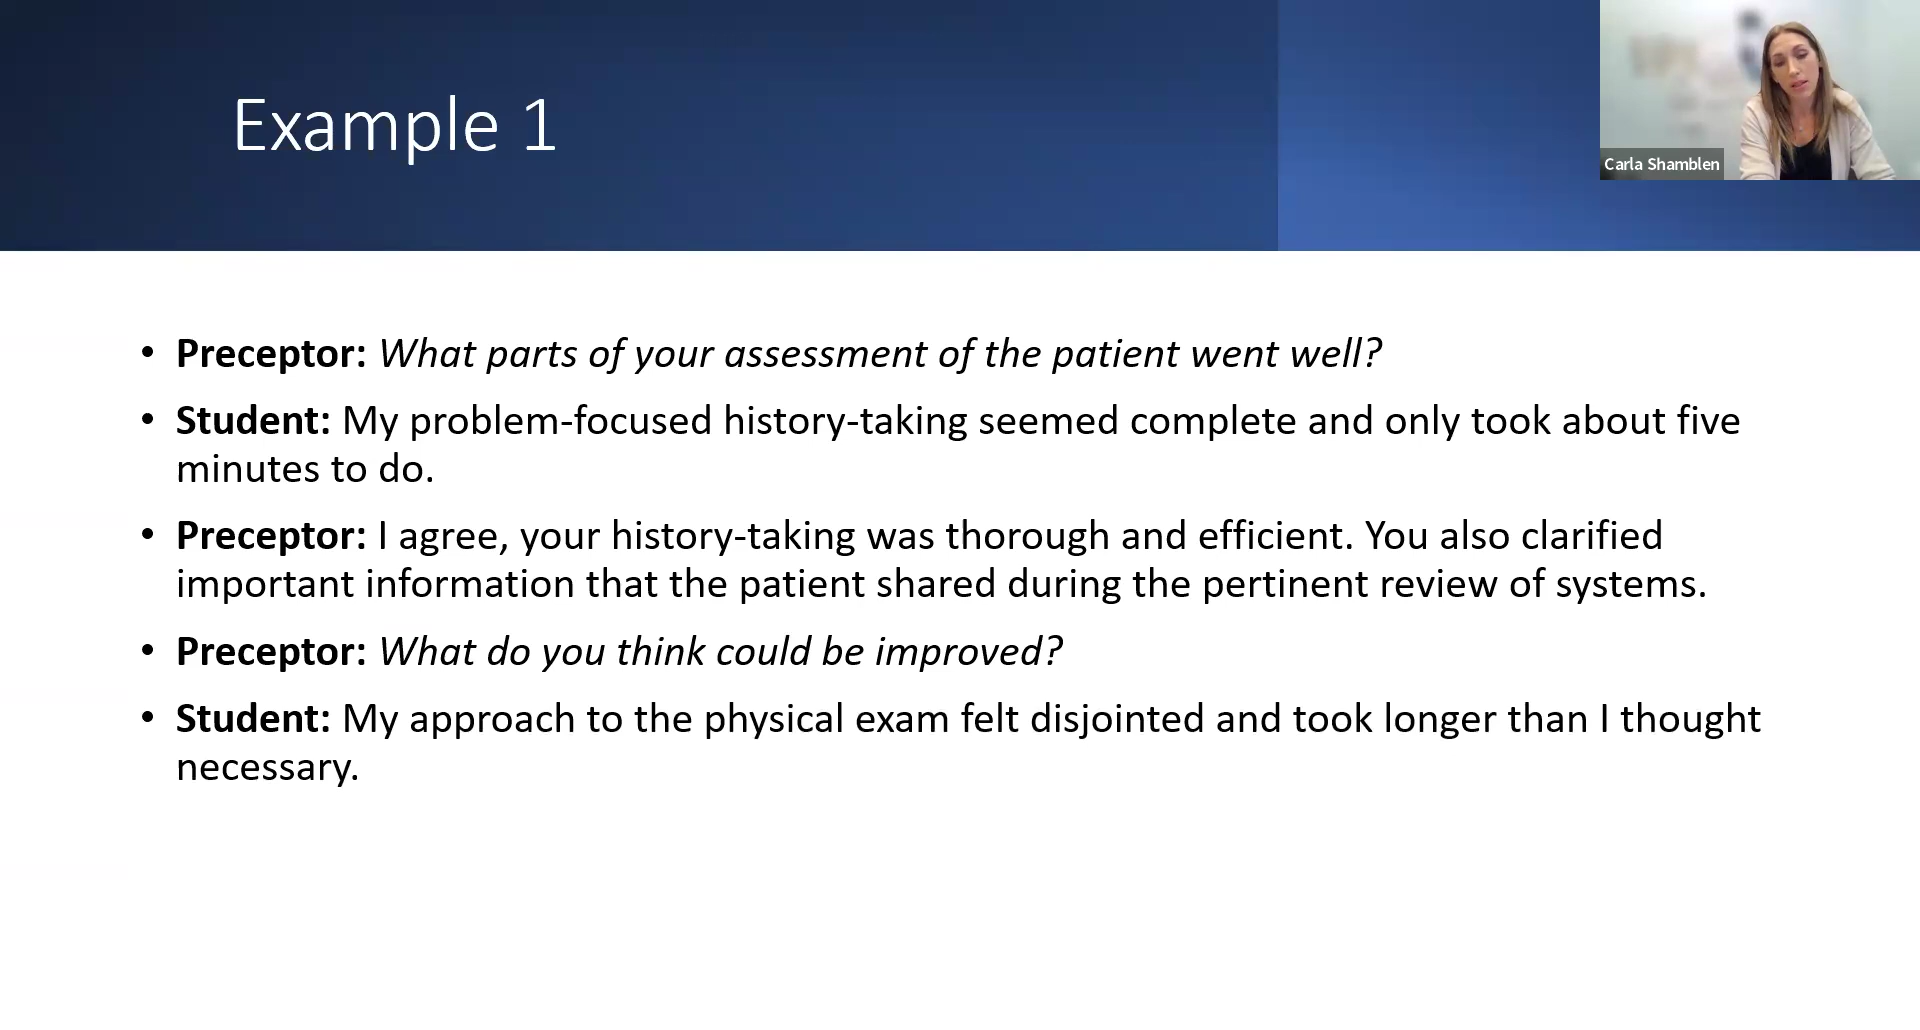 Example 1
Carla Shamblen
• Preceptor: What parts of your assessment of the patient went well?
• Student: My problem-focused history-taking seemed complete and only took about five
minutes to do.
• Preceptor: I agree, your history-taking was thorough and efficient. You also clarified
important information that the patient shared during the pertinent review of systems.
• Preceptor: What do you think could be improved?
• Student: My approach to the physical exam felt disjointed and took longer than I thought
necessary.